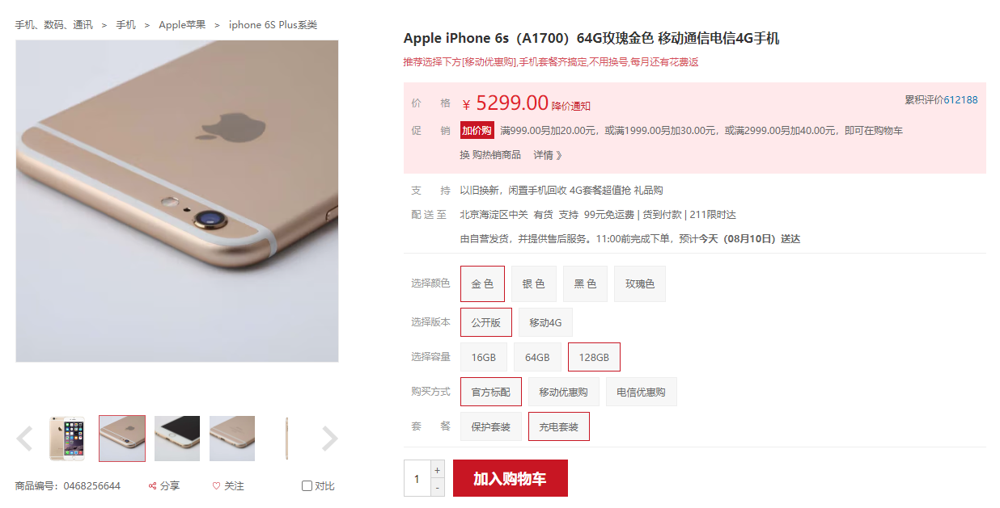 手机、数码、通讯 > 手机 > Apple苹果 > iphone 6S Plus系类
Apple iPhone 6s（A1700）64G玫瑰金色 移动通信电信4G手机
推荐选择下方[移动优惠购],手机套餐齐搞定,不用换号,每月还有花费返
价 格 ¥ 5299.00 降价通知 累积评价612188
促 销 加价购 满999.00另加20.00元，或满1999.00另加30.00元，或满2999.00另加40.00元，即可在购物车
换 购热销商品 详情 》
支 持 以旧换新，闲置手机回收 4G套餐超值抢 礼品购
配 送 至 北京海淀区中关 有货 支持 99元免运费 | 货到付款 | 211限时达
由自营发货，并提供售后服务。11:00前完成下单，预计今天（08月10日）送达
选择颜色 金 色 银 色 黑 色 玫瑰色
选择版本 公开版 移动4G
选择容量 16GB 64GB 128GB
购买方式 官方标配 移动优惠购 电信优惠购
套 餐 保护套装 充电套装
1 + - 加入购物车
商品编号：0468256644 分享 ♡ 关注 对比